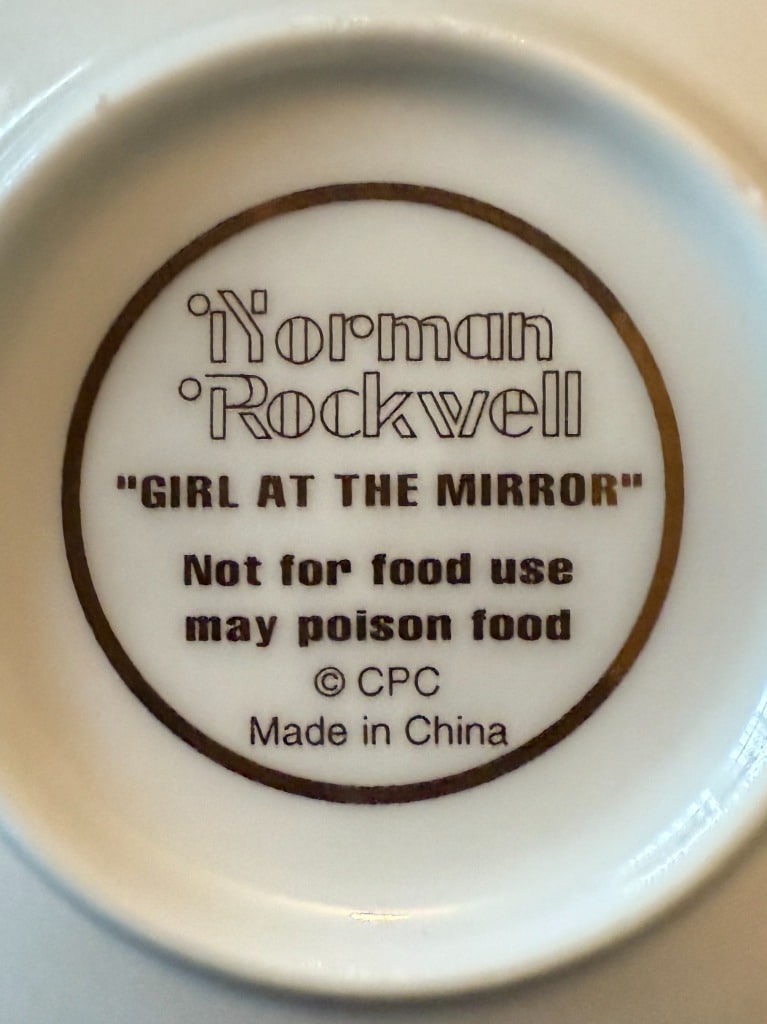 Norman
Rockwell
"GIRL AT THE MIRROR"
Not for food use
may poison food
© CPC
Made in China